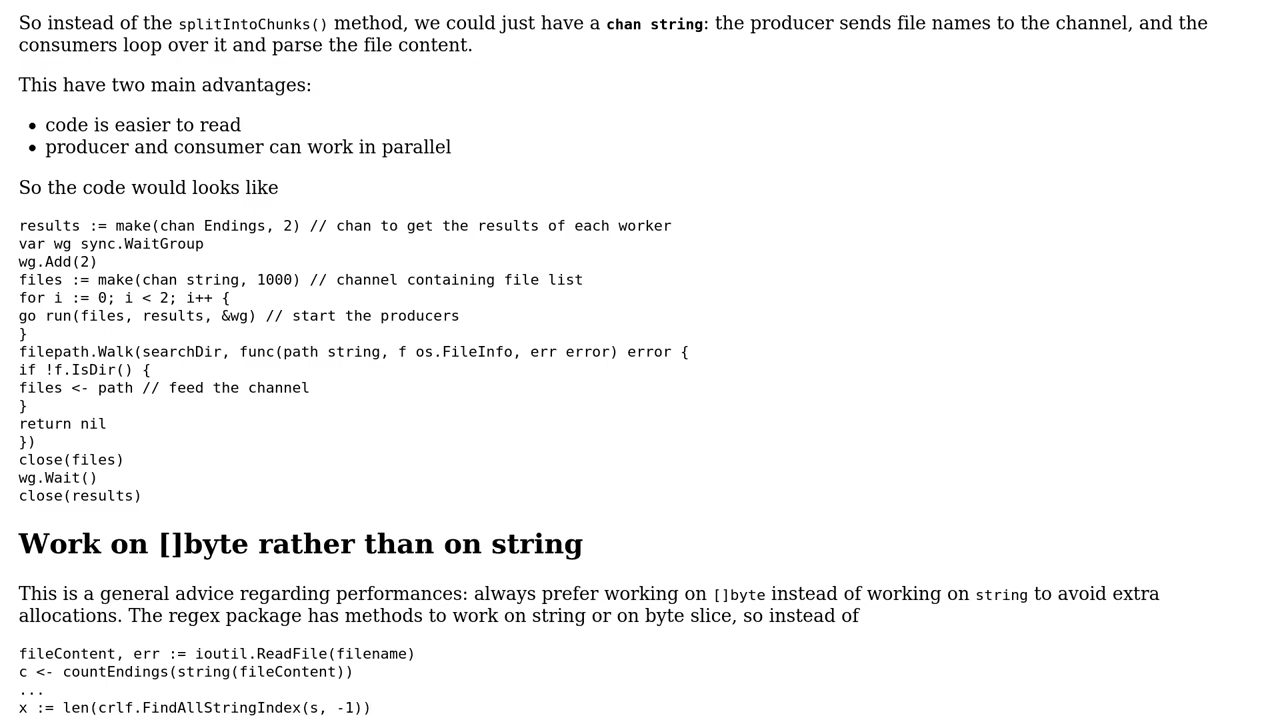 So instead of the splitIntoChunks() method, we could just have a chan string: the producer sends file names to the channel, and the
consumers loop over it and parse the file content.
This have two main advantages:
• code is easier to read
• producer and consumer can work in parallel
So the code would looks like
results := make(chan Endings, 2) // chan to get the results of each worker
var wg sync.WaitGroup
wg.Add(2)
files := make(chan string, 1000) // channel containing file list
for i := 0; i < 2; i++ {
go run(files, results, &wg) // start the producers
}
filepath.Walk(searchDir, func(path string, f os.FileInfo, err error) error {
if !f.IsDir() {
files <- path // feed the channel
}
return nil
})
close(files)
wg.Wait()
close(results)
Work on []byte rather than on string
This is a general advice regarding performances: always prefer working on []byte instead of working on string to avoid extra
allocations. The regex package has methods to work on string or on byte slice, so instead of
fileContent, err := ioutil.ReadFile(filename)
c <- countEndings(string(fileContent))
...
x := len(crlf.FindAllStringIndex(s, -1))